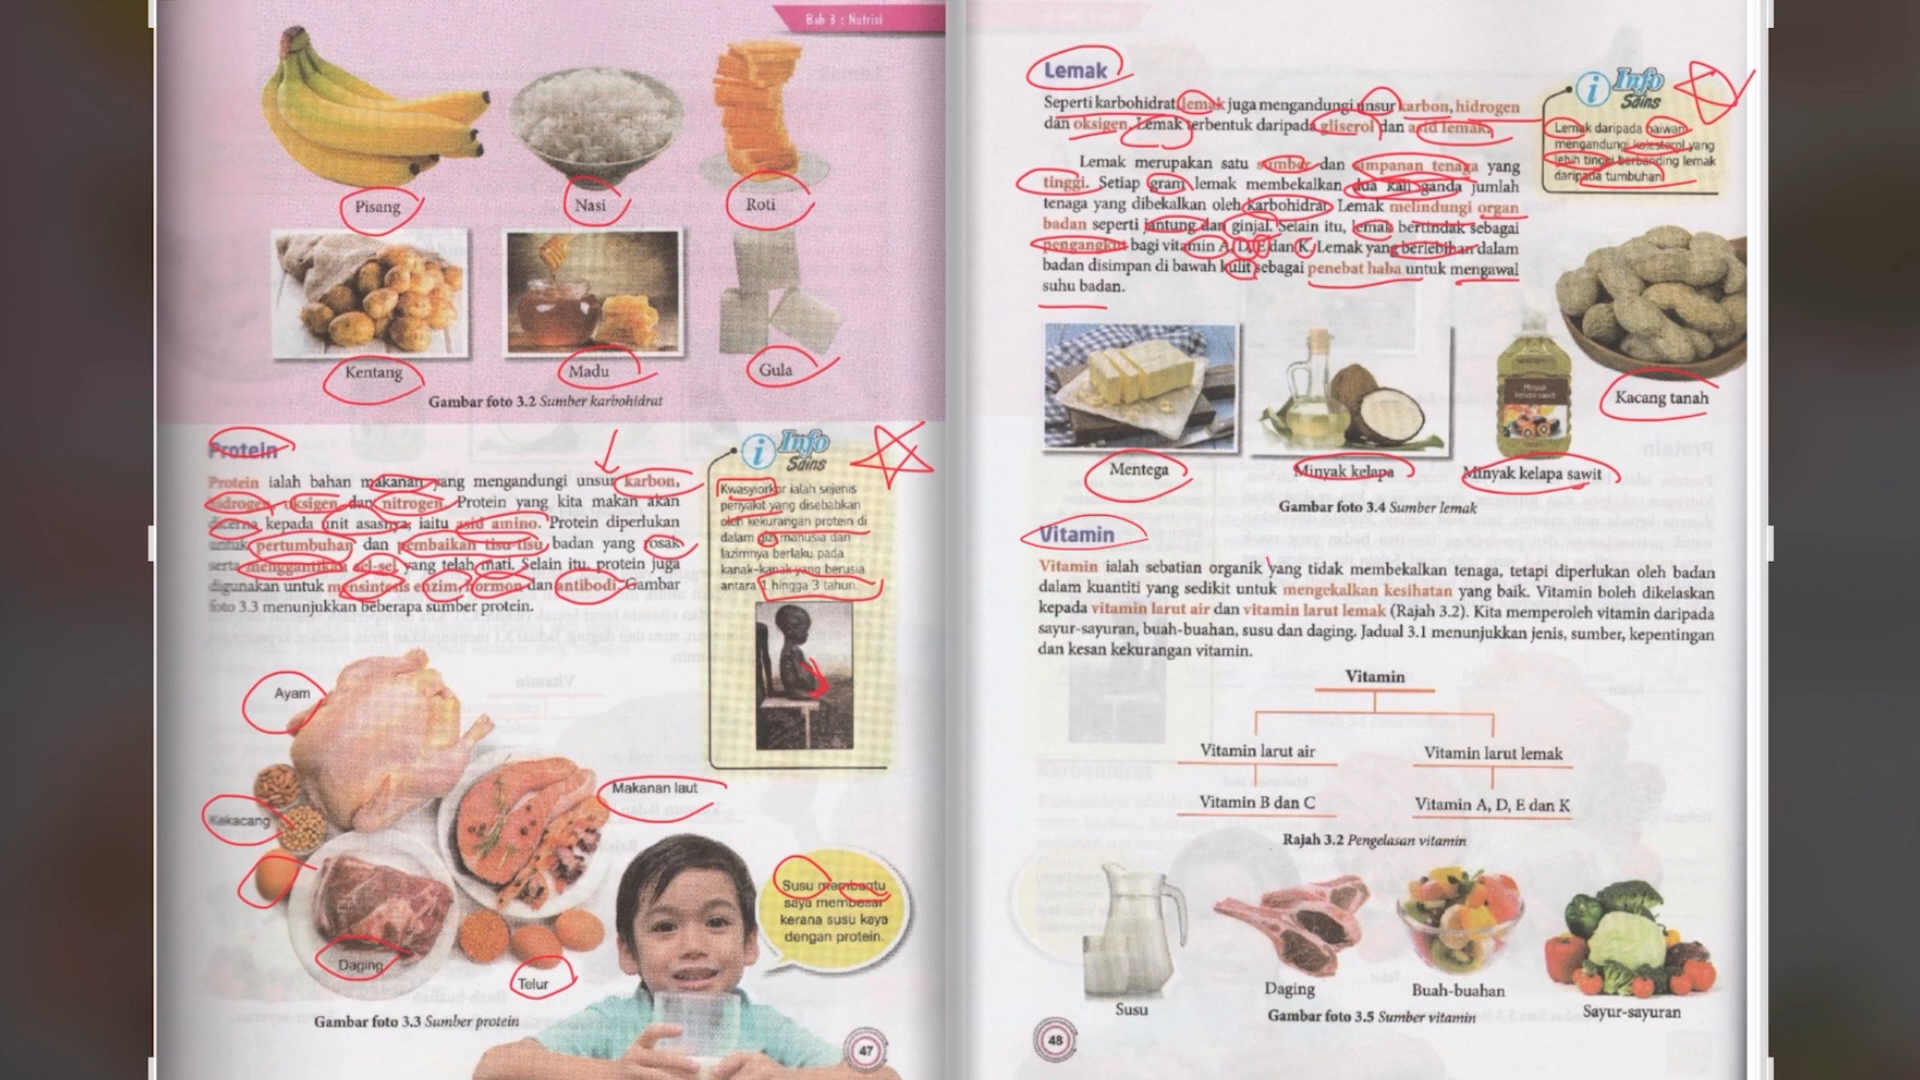 Bab 3 : Nutrisi
Pisang
Nasi
Roti
Kentang
Madu
Gula
Gambar foto 3.2 Sumber karbohidrat
Protein
Protein ialah bahan makanan yang mengandungi unsur karbon,
hidrogen, oksigen dan nitrogen. Protein yang kita makan akan
dicerna kepada unit asasnya, iaitu asid amino. Protein diperlukan
untuk pertumbuhan dan pembaikan tisu-tisu badan yang rosak
serta menggantikan sel-sel yang telah mati. Selain itu, protein juga
digunakan untuk mensintesis enzim, hormon dan antibodi. Gambar
foto 3.3 menunjukkan beberapa sumber protein.
i Info
Sains
Kwasyiorkor ialah sejenis
penyakit yang disebabkan
oleh kekurangan protein di
dalam gizi manusia dan
lazimnya berlaku pada
kanak-kanak yang berusia
antara 1 hingga 3 tahun.
Ayam
Makanan laut
Kekacang
Daging
Telur
Susu membantu
saya membesar
kerana susu kaya
dengan protein.
Gambar foto 3.3 Sumber protein
47
Lemak
Seperti karbohidrat, lemak juga mengandungi unsur karbon, hidrogen
dan oksigen. Lemak terbentuk daripada gliserol dan asid lemak.
Lemak merupakan satu sumber dan simpanan tenaga yang
tinggi. Setiap gram lemak membekalkan dua kali ganda jumlah
tenaga yang dibekalkan oleh karbohidrat. Lemak melindungi organ
badan seperti jantung dan ginjal. Selain itu, lemak bertindak sebagai
pengangkut bagi vitamin A, D, E dan K. Lemak yang berlebihan dalam
badan disimpan di bawah kulit sebagai penebat haba untuk mengawal
suhu badan.
i Info
Sains
Lemak daripada haiwan
mengandungi kolesterol yang
lebih tinggi berbanding lemak
daripada tumbuhan.
Kacang tanah
Mentega
Minyak kelapa
Minyak kelapa sawit
Gambar foto 3.4 Sumber lemak
Vitamin
Vitamin ialah sebatian organik yang tidak membekalkan tenaga, tetapi diperlukan oleh badan
dalam kuantiti yang sedikit untuk mengekalkan kesihatan yang baik. Vitamin boleh dikelaskan
kepada vitamin larut air dan vitamin larut lemak (Rajah 3.2). Kita memperoleh vitamin daripada
sayur-sayuran, buah-buahan, susu dan daging. Jadual 3.1 menunjukkan jenis, sumber, kepentingan
dan kesan kekurangan vitamin.
Vitamin
Vitamin larut air
Vitamin larut lemak
Vitamin B dan C
Vitamin A, D, E dan K
Rajah 3.2 Pengelasan vitamin
Susu
Daging
Buah-buahan
Sayur-sayuran
Gambar foto 3.5 Sumber vitamin
48